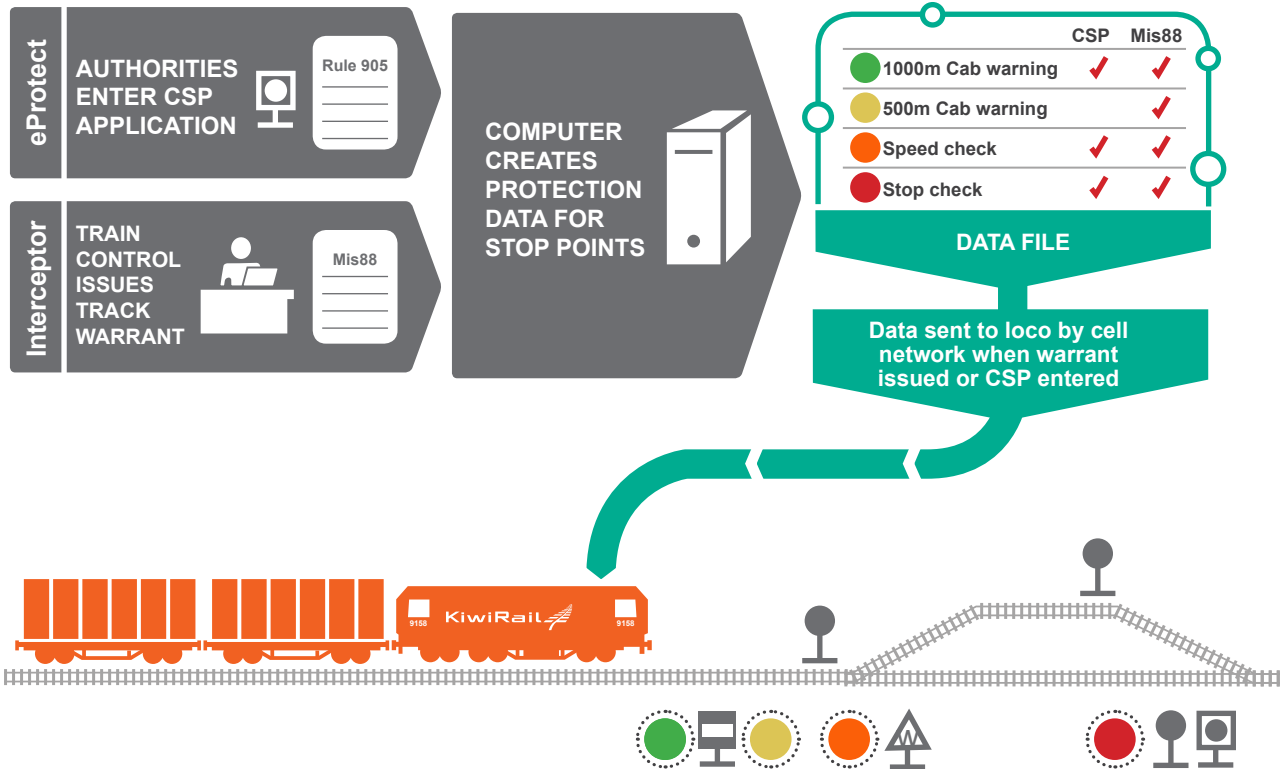 eProtect
AUTHORITIES
ENTER CSP
APPLICATION
Rule 905
Interceptor
TRAIN
CONTROL
ISSUES
TRACK
WARRANT
Mis88
COMPUTER
CREATES
PROTECTION
DATA FOR
STOP POINTS
CSP Mis88
1000m Cab warning
500m Cab warning
Speed check
Stop check
DATA FILE
Data sent to loco by cell
network when warrant
issued or CSP entered
KiwiRail
9158 9158
W